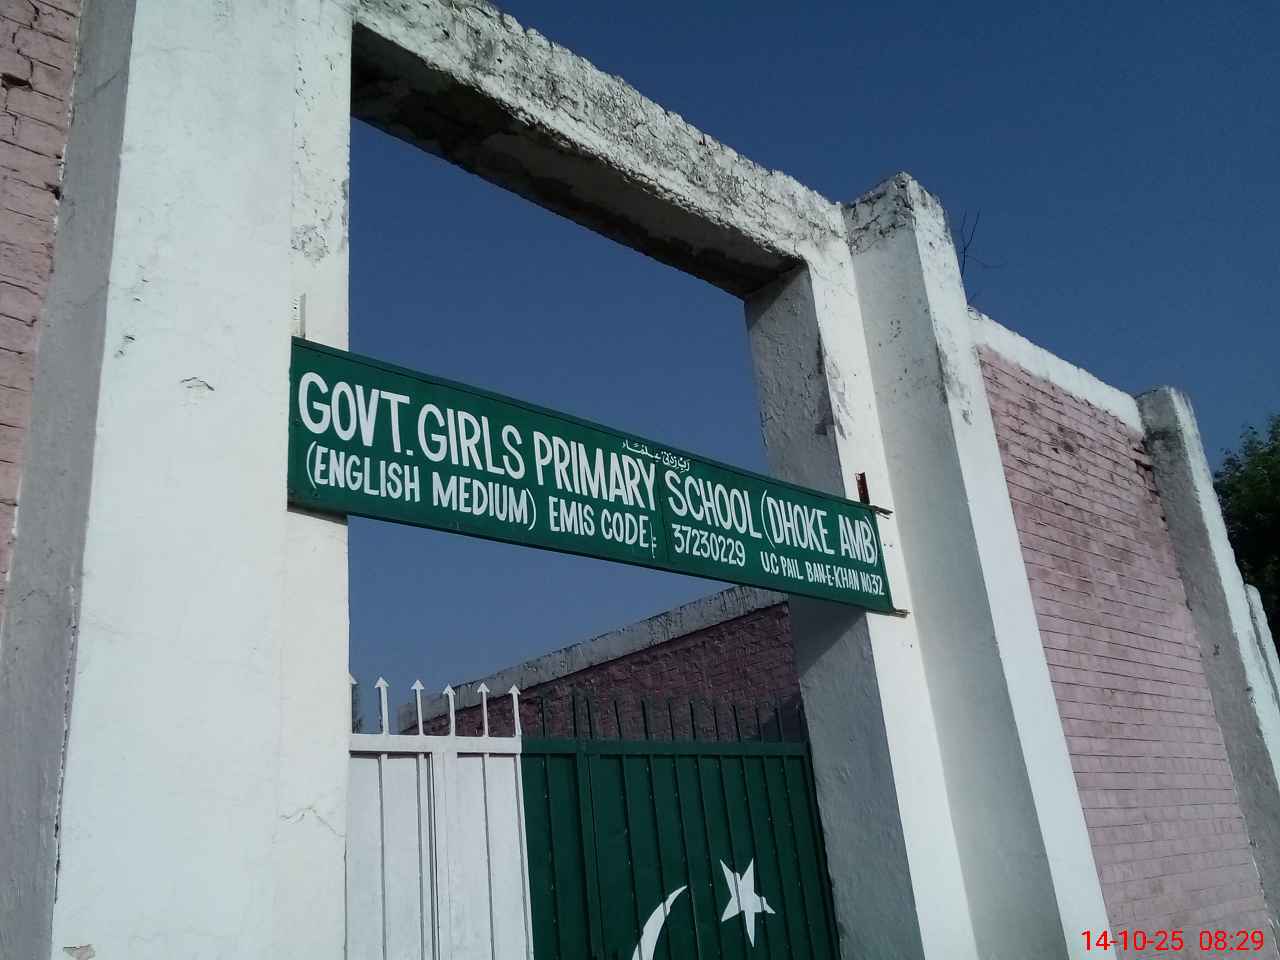 رَبِّ زِدْنِي عِلْمًا
GOVT. GIRLS PRIMARY SCHOOL (DHOKE AMB)
(ENGLISH MEDIUM) EMIS CODE: 37230229 U.C PAIL BAN-E-KHAN NO.32
14-10-25 08:29